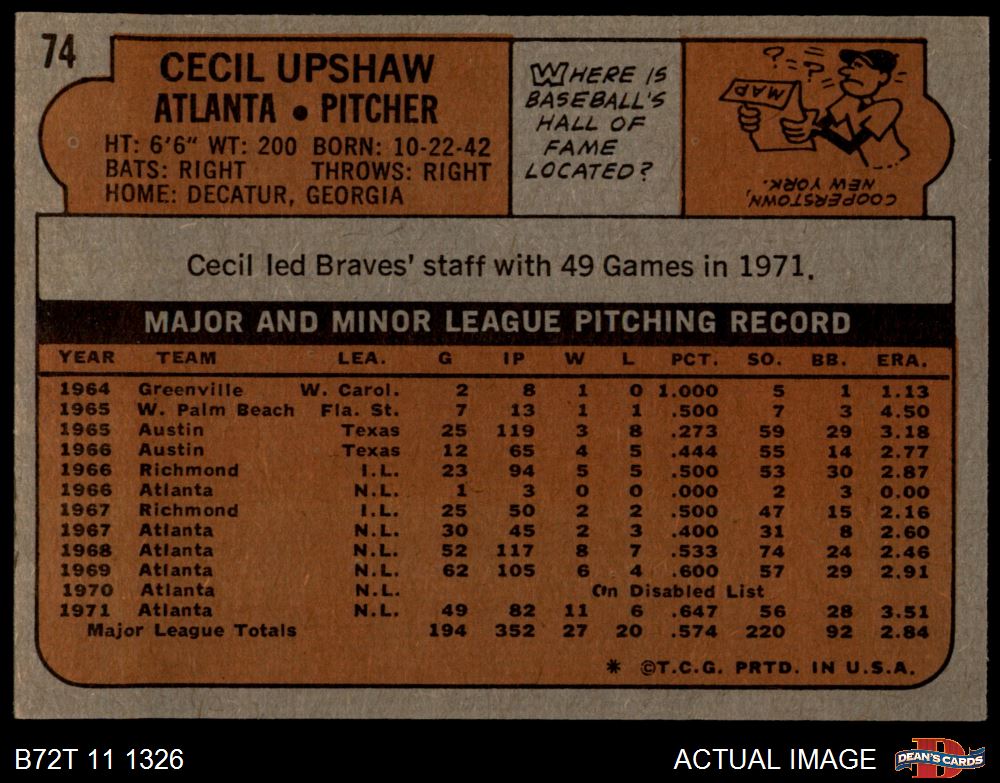 74
CECIL UPSHAW
ATLANTA • PITCHER
HT: 6'6" WT: 200 BORN: 10-22-42
BATS: RIGHT THROWS: RIGHT
HOME: DECATUR, GEORGIA
WHERE IS
BASEBALL'S
HALL OF
FAME
LOCATED?
? ? ?
MAP
COOPERSTOWN,
NEW YORK.
Cecil led Braves' staff with 49 Games in 1971.
MAJOR AND MINOR LEAGUE PITCHING RECORD
YEAR TEAM LEA. G IP W L PCT. SO. BB. ERA.
1964 Greenville W. Carol. 2 8 1 0 1.000 5 1 1.13
1965 W. Palm Beach Fla. St. 7 13 1 1 .500 7 3 4.50
1965 Austin Texas 25 119 3 8 .273 59 29 3.18
1966 Austin Texas 12 65 4 5 .444 55 14 2.77
1966 Richmond I.L. 23 94 5 5 .500 53 30 2.87
1966 Atlanta N.L. 1 3 0 0 .000 2 3 0.00
1967 Richmond I.L. 25 50 2 2 .500 47 15 2.16
1967 Atlanta N.L. 30 45 2 3 .400 31 8 2.60
1968 Atlanta N.L. 52 117 8 7 .533 74 24 2.46
1969 Atlanta N.L. 62 105 6 4 .600 57 29 2.91
1970 Atlanta N.L. On Disabled List
1971 Atlanta N.L. 49 82 11 6 .647 56 28 3.51
Major League Totals 194 352 27 20 .574 220 92 2.84
* ©T.C.G. PRTD. IN U.S.A.
B72T 11 1326 ACTUAL IMAGE
D
DEAN'S CARDS